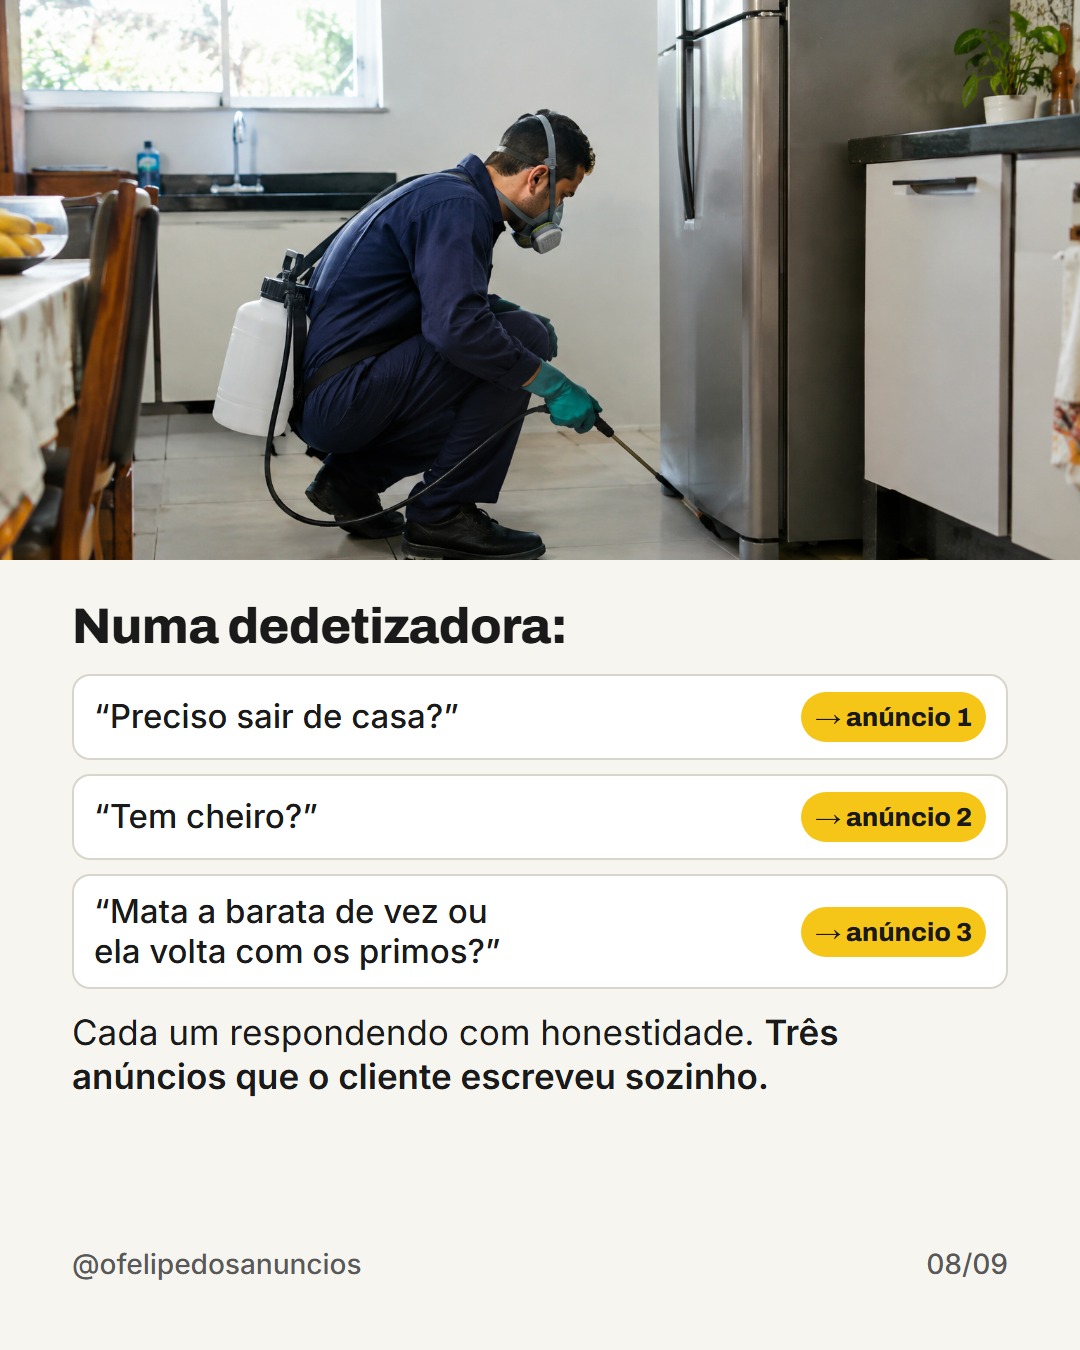 Numa dedetizadora:
“Preciso sair de casa?”
→ anúncio 1
“Tem cheiro?”
→ anúncio 2
“Mata a barata de vez ou
ela volta com os primos?”
→ anúncio 3
Cada um respondendo com honestidade. Três
anúncios que o cliente escreveu sozinho.
@ofelipedosanuncios
08/09